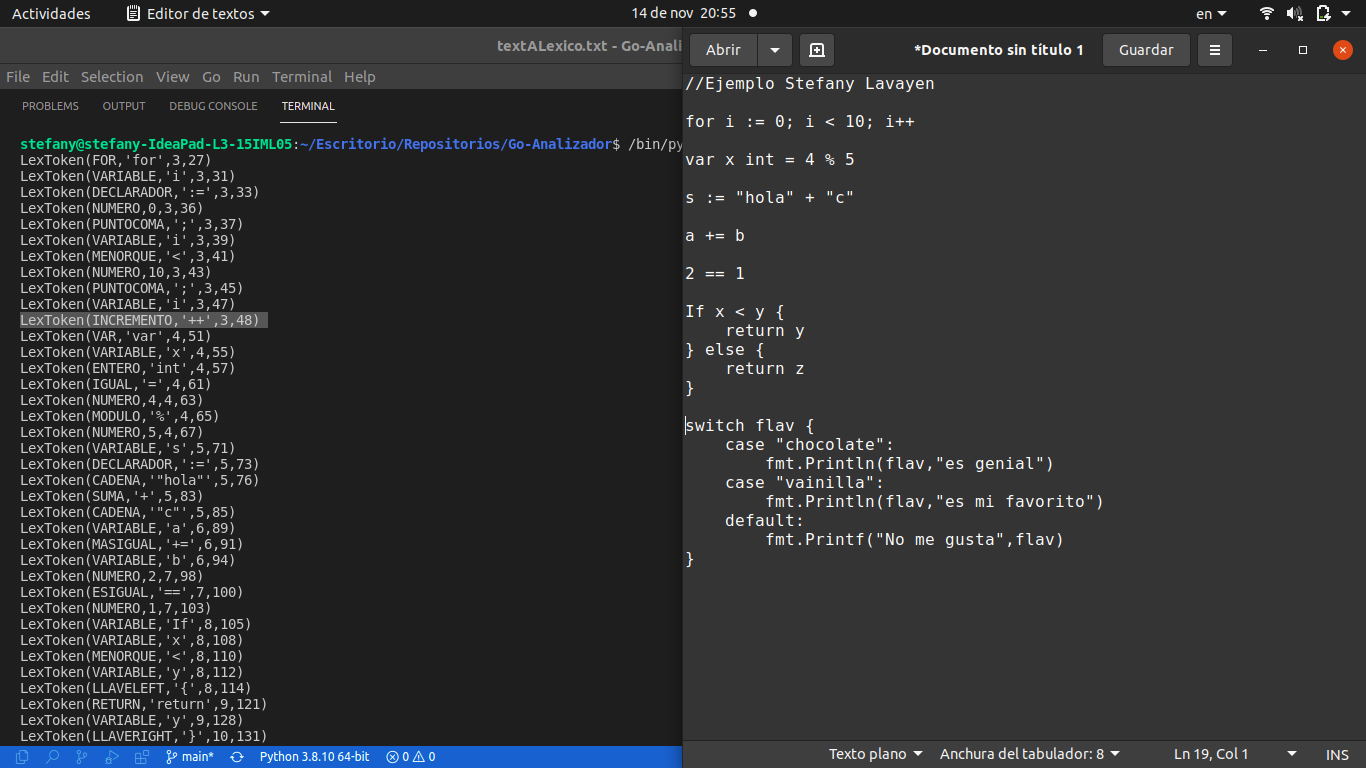 Actividades
Editor de textos
14 de nov 20:55
en
textALexico.txt - Go-Anali
File Edit Selection View Go Run Terminal Help
PROBLEMS OUTPUT DEBUG CONSOLE TERMINAL
stefany@stefany-IdeaPad-L3-15IML05:~/Escritorio/Repositorios/Go-Analizador$ /bin/py
LexToken(FOR,'for',3,27)
LexToken(VARIABLE,'i',3,31)
LexToken(DECLARADOR,':=',3,33)
LexToken(NUMERO,0,3,36)
LexToken(PUNTOCOMA,';',3,37)
LexToken(VARIABLE,'i',3,39)
LexToken(MENORQUE,'<',3,41)
LexToken(NUMERO,10,3,43)
LexToken(PUNTOCOMA,';',3,45)
LexToken(VARIABLE,'i',3,47)
LexToken(INCREMENTO,'++',3,48)
LexToken(VAR,'var',4,51)
LexToken(VARIABLE,'x',4,55)
LexToken(ENTERO,'int',4,57)
LexToken(IGUAL,'=',4,61)
LexToken(NUMERO,4,4,63)
LexToken(MODULO,'%',4,65)
LexToken(NUMERO,5,4,67)
LexToken(VARIABLE,'s',5,71)
LexToken(DECLARADOR,':=',5,73)
LexToken(CADENA,'"hola"',5,76)
LexToken(SUMA,'+',5,83)
LexToken(CADENA,'"c"',5,85)
LexToken(VARIABLE,'a',6,89)
LexToken(MASIGUAL,'+=',6,91)
LexToken(VARIABLE,'b',6,94)
LexToken(NUMERO,2,7,98)
LexToken(ESIGUAL,'==',7,100)
LexToken(NUMERO,1,7,103)
LexToken(VARIABLE,'If',8,105)
LexToken(VARIABLE,'x',8,108)
LexToken(MENORQUE,'<',8,110)
LexToken(VARIABLE,'y',8,112)
LexToken(LLAVELEFT,'{',8,114)
LexToken(RETURN,'return',9,121)
LexToken(VARIABLE,'y',9,128)
LexToken(LLAVERIGHT,'}',10,131)
main* Python 3.8.10 64-bit 0 0
Abrir
*Documento sin título 1
Guardar
//Ejemplo Stefany Lavayen
for i := 0; i < 10; i++
var x int = 4 % 5
s := "hola" + "c"
a += b
2 == 1
If x < y {
    return y
} else {
    return z
}
switch flav {
    case "chocolate":
        fmt.Println(flav,"es genial")
    case "vainilla":
        fmt.Println(flav,"es mi favorito")
    default:
        fmt.Printf("No me gusta",flav)
}
Texto plano Anchura del tabulador: 8 Ln 19, Col 1 INS